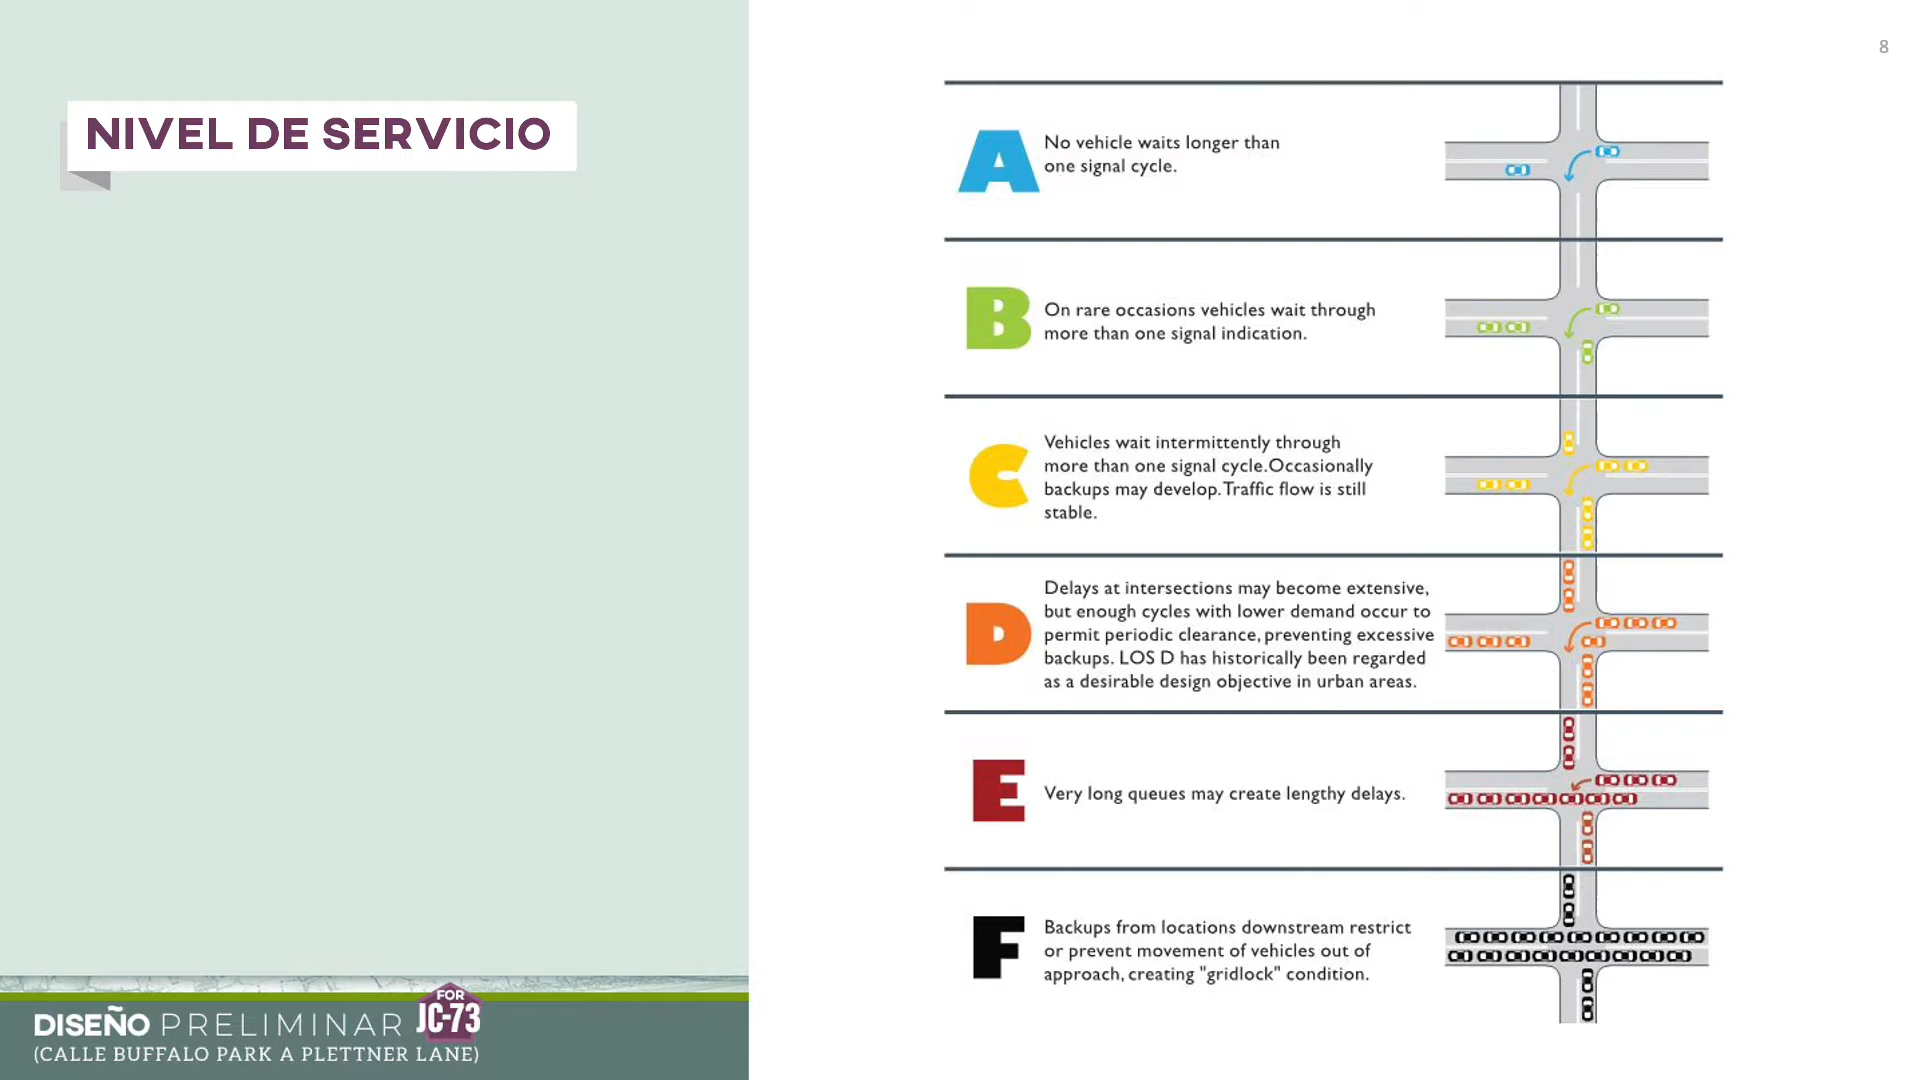 8
NIVEL DE SERVICIO
A
No vehicle waits longer than
one signal cycle.
B
On rare occasions vehicles wait through
more than one signal indication.
C
Vehicles wait intermittently through
more than one signal cycle.Occasionally
backups may develop.Traffic flow is still
stable.
D
Delays at intersections may become extensive,
but enough cycles with lower demand occur to
permit periodic clearance, preventing excessive
backups. LOS D has historically been regarded
as a desirable design objective in urban areas.
E
Very long queues may create lengthy delays.
F
Backups from locations downstream restrict
or prevent movement of vehicles out of
approach, creating "gridlock" condition.
DISEÑO PRELIMINAR FOR JC-73
(CALLE BUFFALO PARK A PLETTNER LANE)